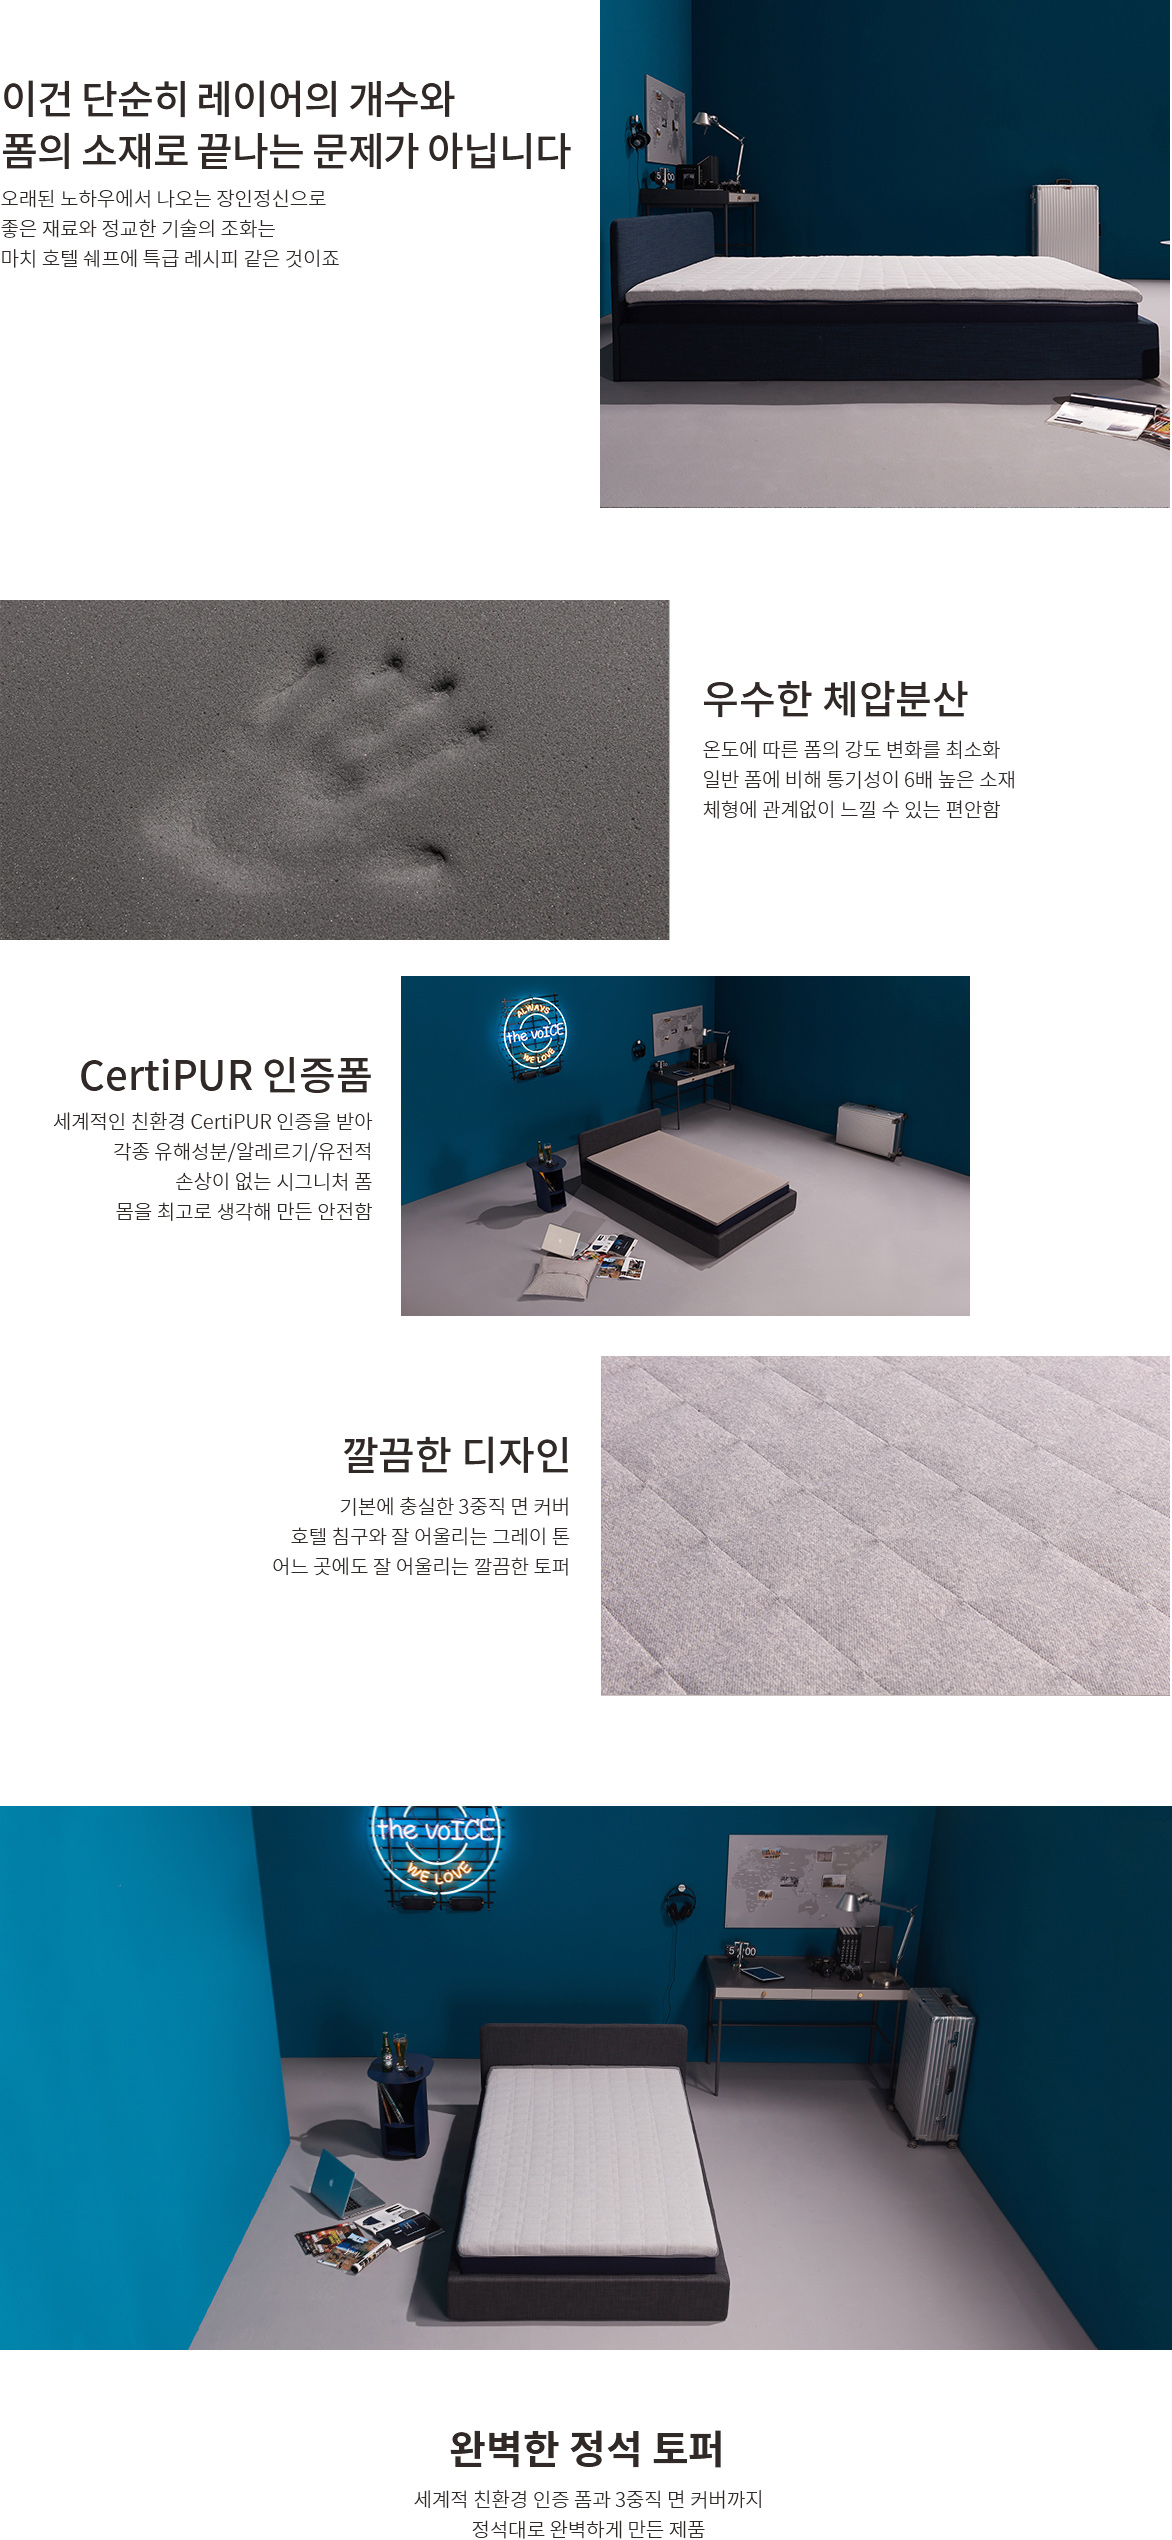 이건 단순히 레이어의 개수와
폼의 소재로 끝나는 문제가 아닙니다
오래된 노하우에서 나오는 장인정신으로
좋은 재료와 정교한 기술의 조화는
마치 호텔 쉐프에 특급 레시피 같은 것이죠
우수한 체압분산
온도에 따른 폼의 강도 변화를 최소화
일반 폼에 비해 통기성이 6배 높은 소재
체형에 관계없이 느낄 수 있는 편안함
CertiPUR 인증폼
세계적인 친환경 CertiPUR 인증을 받아
각종 유해성분/알레르기/유전적
손상이 없는 시그니처 폼
몸을 최고로 생각해 만든 안전함
ALWAYS
the voICE
WE LOVE
깔끔한 디자인
기본에 충실한 3중직 면 커버
호텔 침구와 잘 어울리는 그레이 톤
어느 곳에도 잘 어울리는 깔끔한 토퍼
the voICE
WE LOVE
완벽한 정석 토퍼
세계적 친환경 인증 폼과 3중직 면 커버까지
정석대로 완벽하게 만든 제품